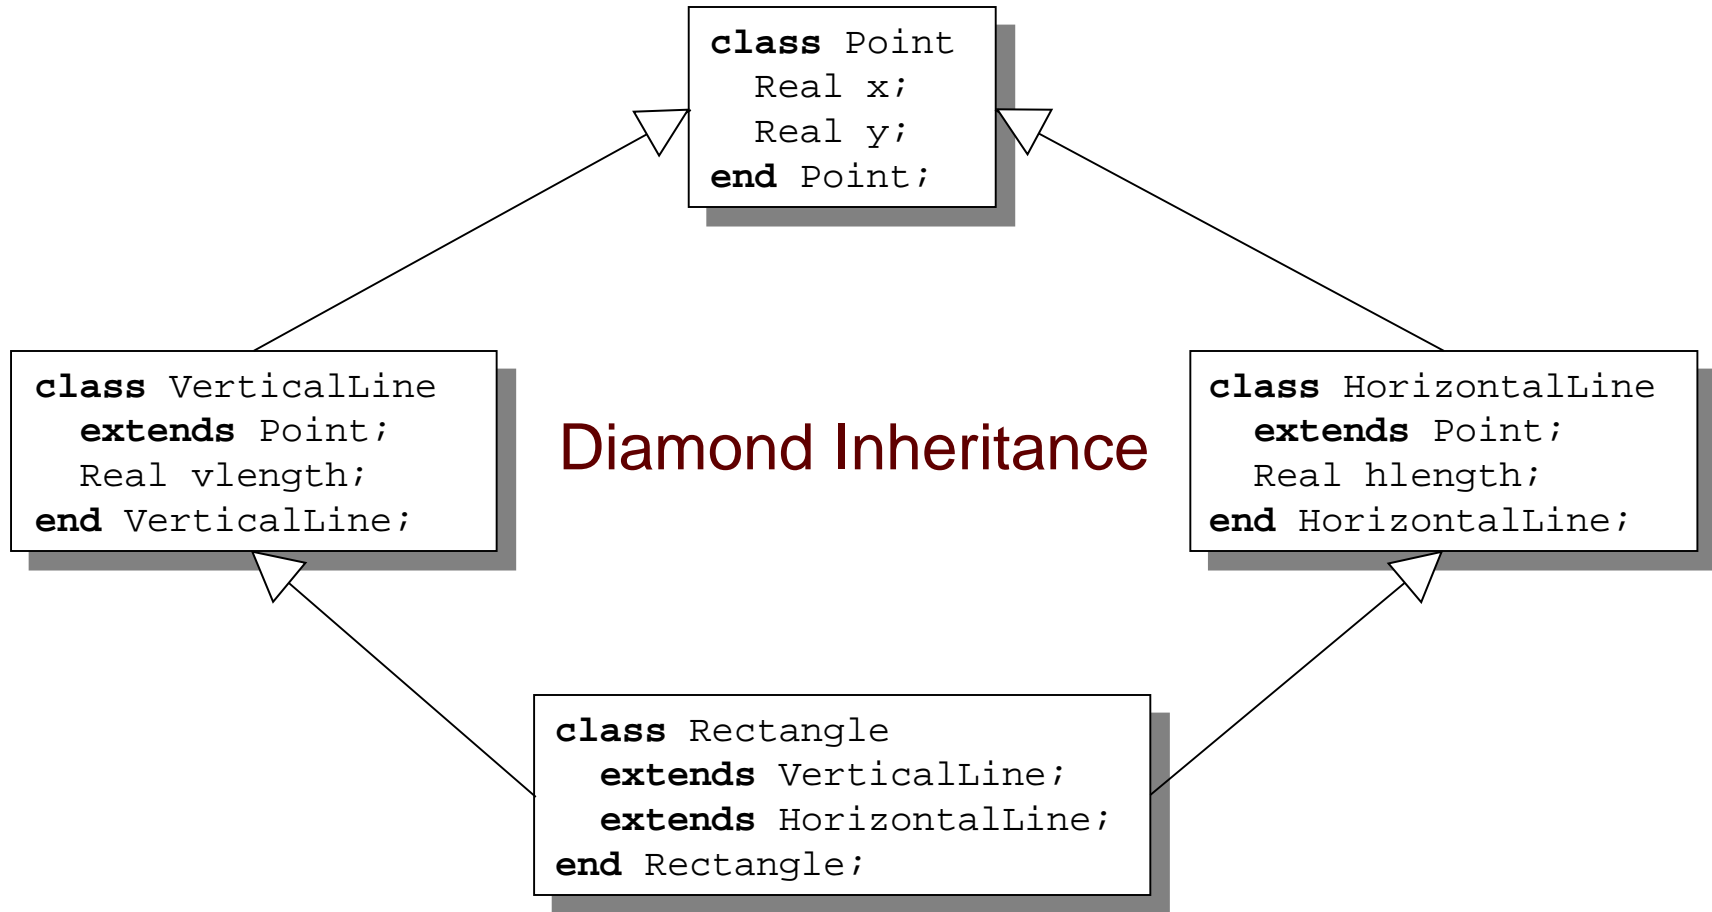 class Point
  Real x;
  Real y;
end Point;
class VerticalLine
  extends Point;
  Real vlength;
end VerticalLine;
Diamond Inheritance
class HorizontalLine
  extends Point;
  Real hlength;
end HorizontalLine;
class Rectangle
  extends VerticalLine;
  extends HorizontalLine;
end Rectangle;